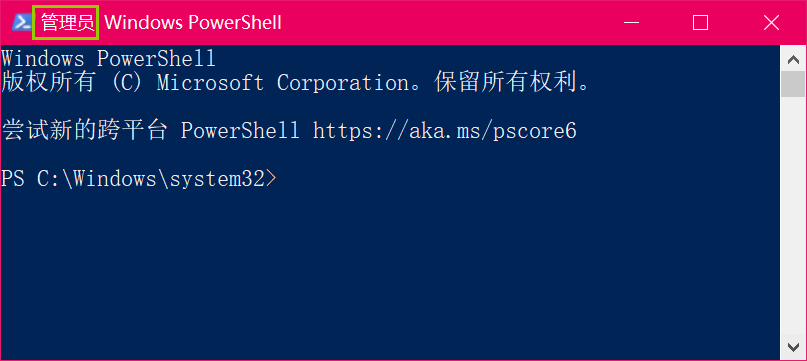 管理员 Windows PowerShell
Windows PowerShell
版权所有 (C) Microsoft Corporation。保留所有权利。
尝试新的跨平台 PowerShell https://aka.ms/pscore6
PS C:\Windows\system32>